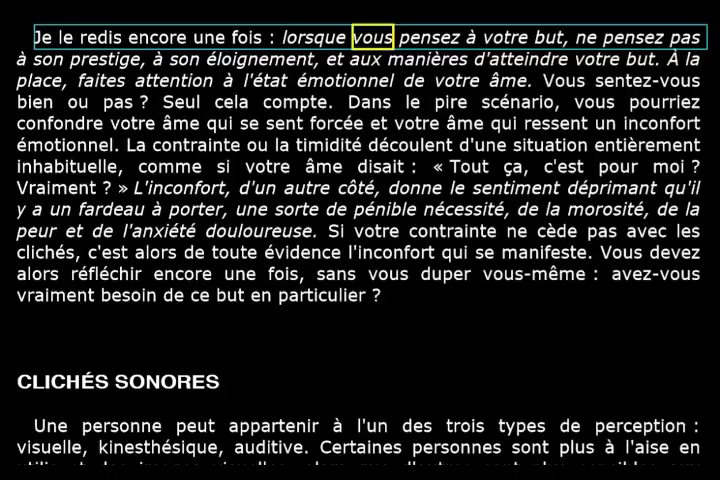 Je le redis encore une fois : lorsque vous pensez à votre but, ne pensez pas
à son prestige, à son éloignement, et aux manières d'atteindre votre but. À la
place, faites attention à l'état émotionnel de votre âme. Vous sentez-vous
bien ou pas ? Seul cela compte. Dans le pire scénario, vous pourriez
confondre votre âme qui se sent forcée et votre âme qui ressent un inconfort
émotionnel. La contrainte ou la timidité découlent d'une situation entièrement
inhabituelle, comme si votre âme disait : « Tout ça, c'est pour moi ?
Vraiment ? » L'inconfort, d'un autre côté, donne le sentiment déprimant qu'il
y a un fardeau à porter, une sorte de pénible nécessité, de la morosité, de la
peur et de l'anxiété douloureuse. Si votre contrainte ne cède pas avec les
clichés, c'est alors de toute évidence l'inconfort qui se manifeste. Vous devez
alors réfléchir encore une fois, sans vous duper vous-même : avez-vous
vraiment besoin de ce but en particulier ?
CLICHÉS SONORES
Une personne peut appartenir à l'un des trois types de perception :
visuelle, kinesthésique, auditive. Certaines personnes sont plus à l'aise en